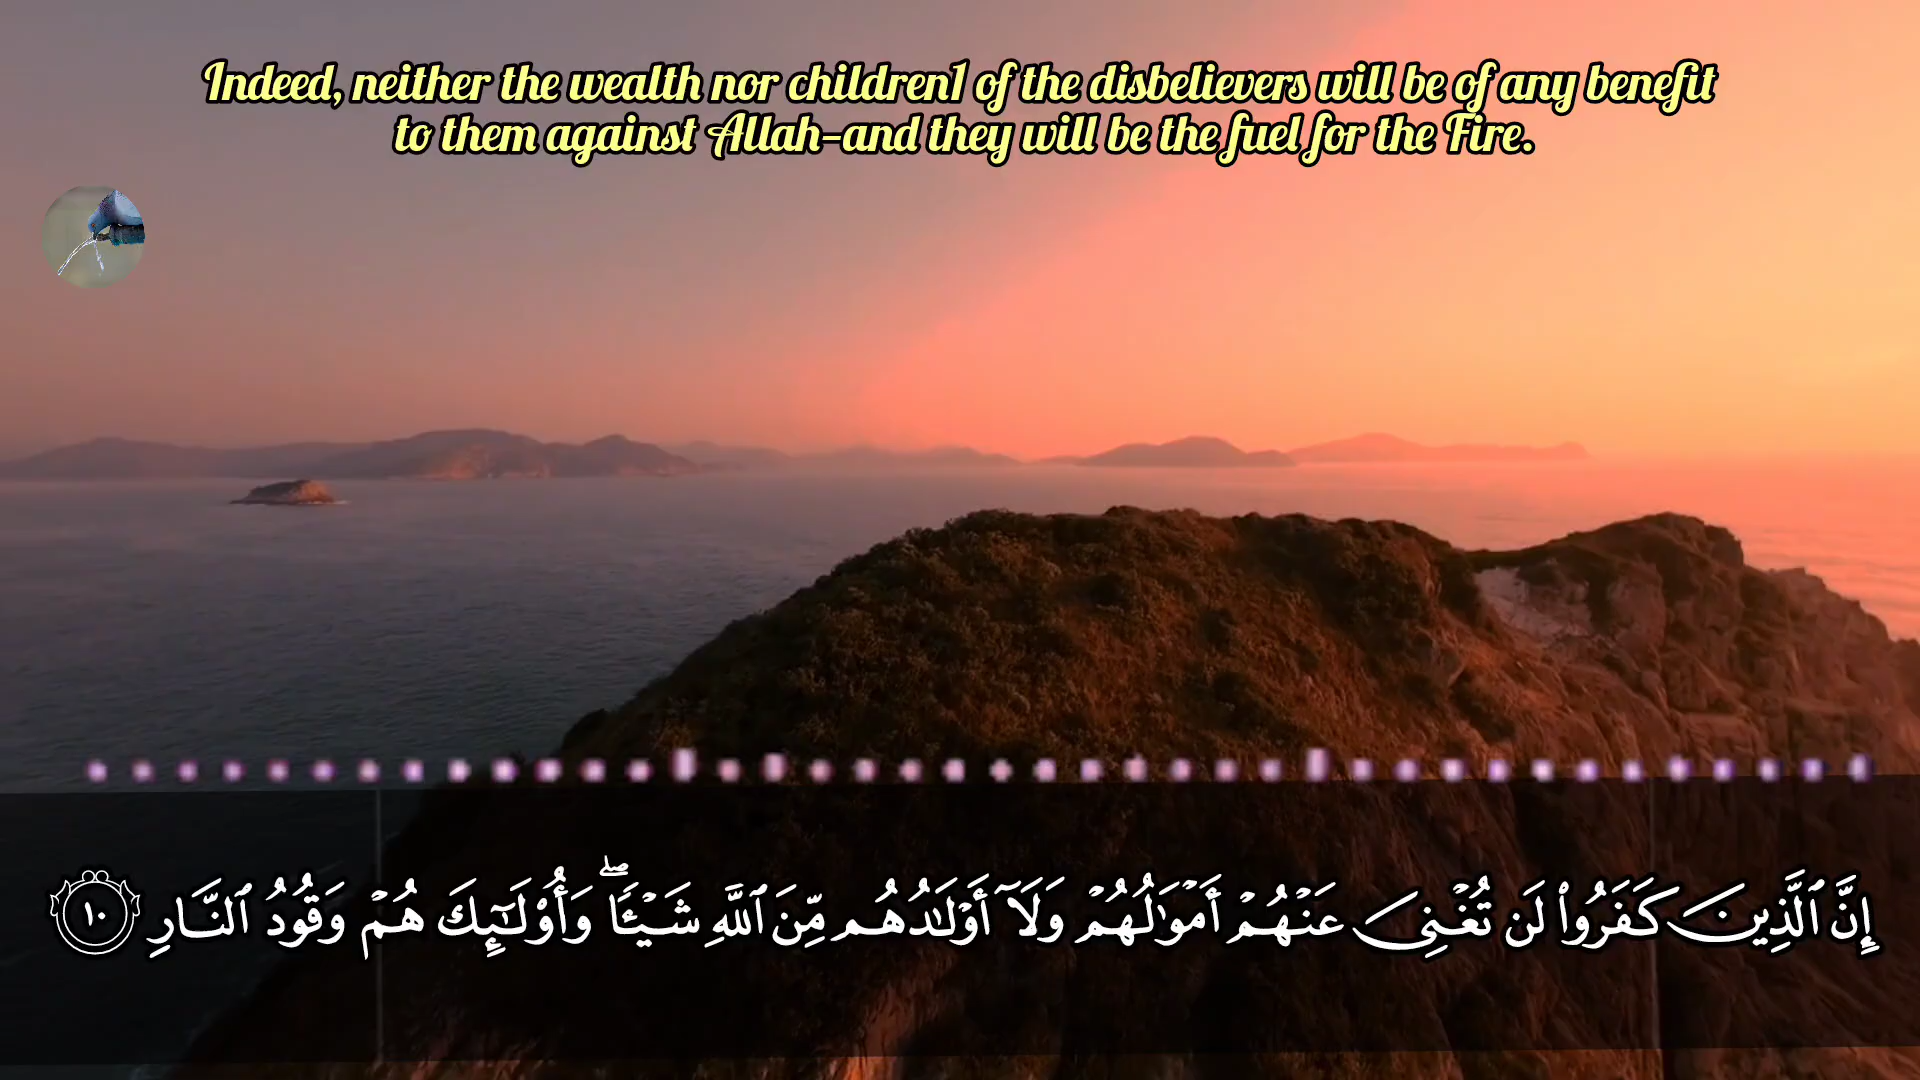 Indeed, neither the wealth nor children1 of the disbelievers will be of any benefit
to them against Allah—and they will be the fuel for the Fire.
إِنَّ ٱلَّذِينَ كَفَرُوا۟ لَن تُغْنِىَ عَنْهُمْ أَمْوَٰلُهُمْ وَلَآ أَوْلَـٰدُهُم مِّنَ ٱللَّهِ شَيْـًٔا ۖ وَأُو۟لَـٰٓئِكَ هُمْ وَقُودُ ٱلنَّارِ ١٠